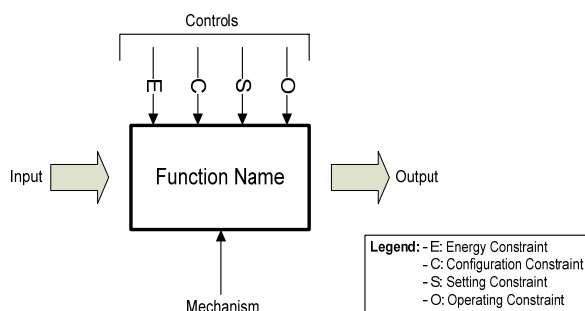 Controls
E C S O
Input
Function Name
Output
Mechanism
Legend: - E: Energy Constraint
- C: Configuration Constraint
- S: Setting Constraint
- O: Operating Constraint